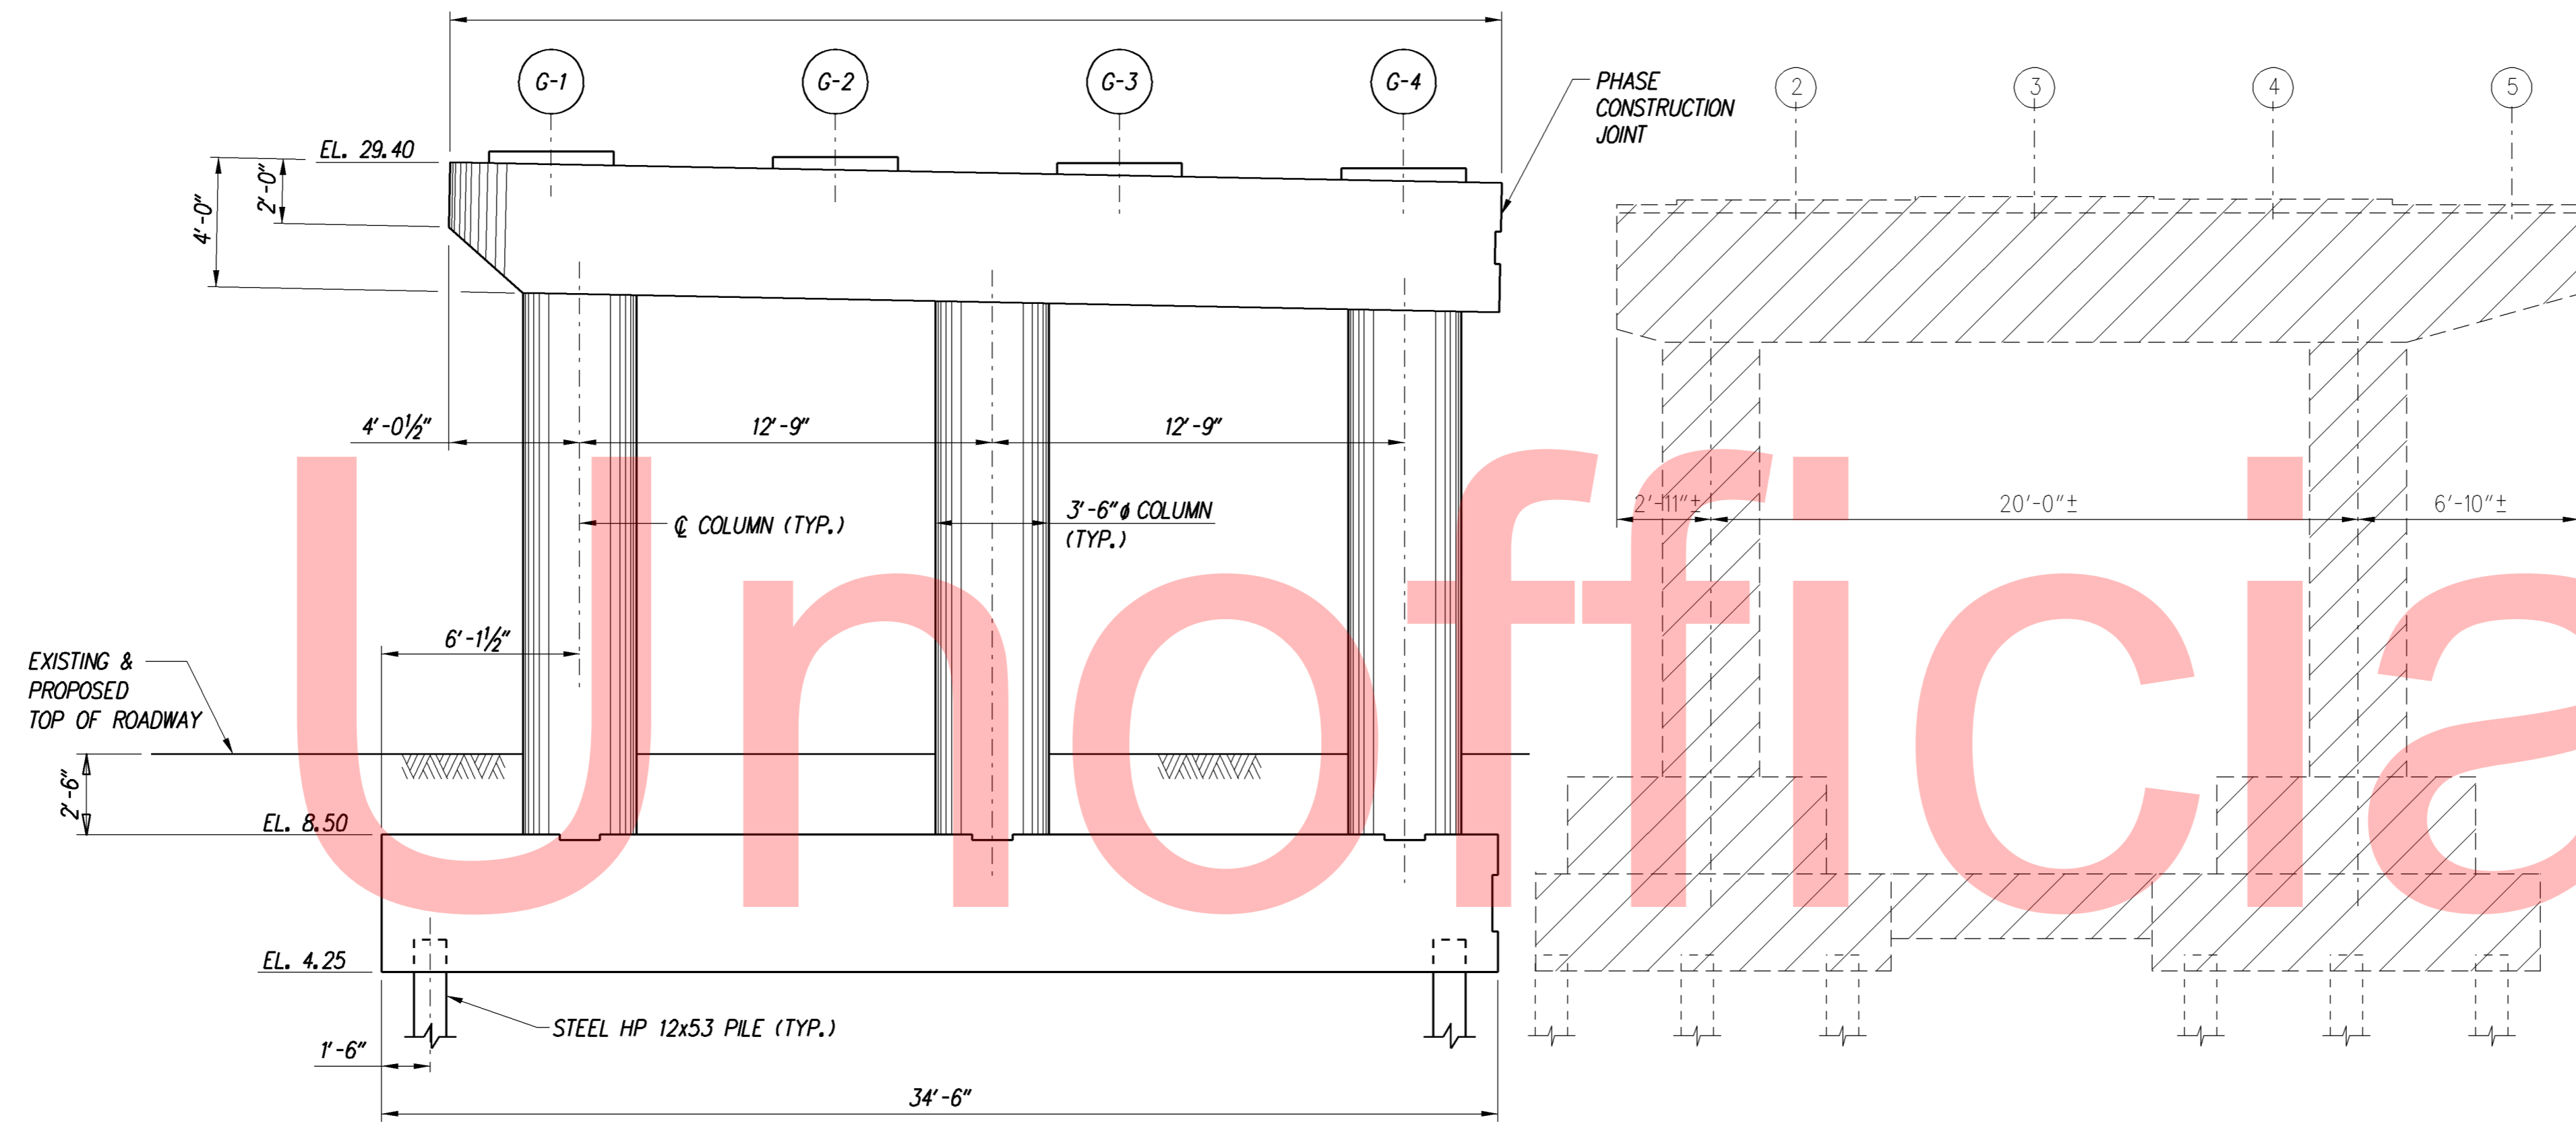 G-1
G-2
G-3
G-4
PHASE
CONSTRUCTION
JOINT
2
3
4
5
EL. 29.40
2'-0"
4'-0"
4'-0½"
12'-9"
12'-9"
℄ COLUMN (TYP.)
3'-6"ϕ COLUMN
(TYP.)
2'-11"±
20'-0"±
6'-10"±
6'-1½"
EXISTING &
PROPOSED
TOP OF ROADWAY
2'-6"
EL. 8.50
EL. 4.25
STEEL HP 12x53 PILE (TYP.)
1'-6"
34'-6"
Unofficia